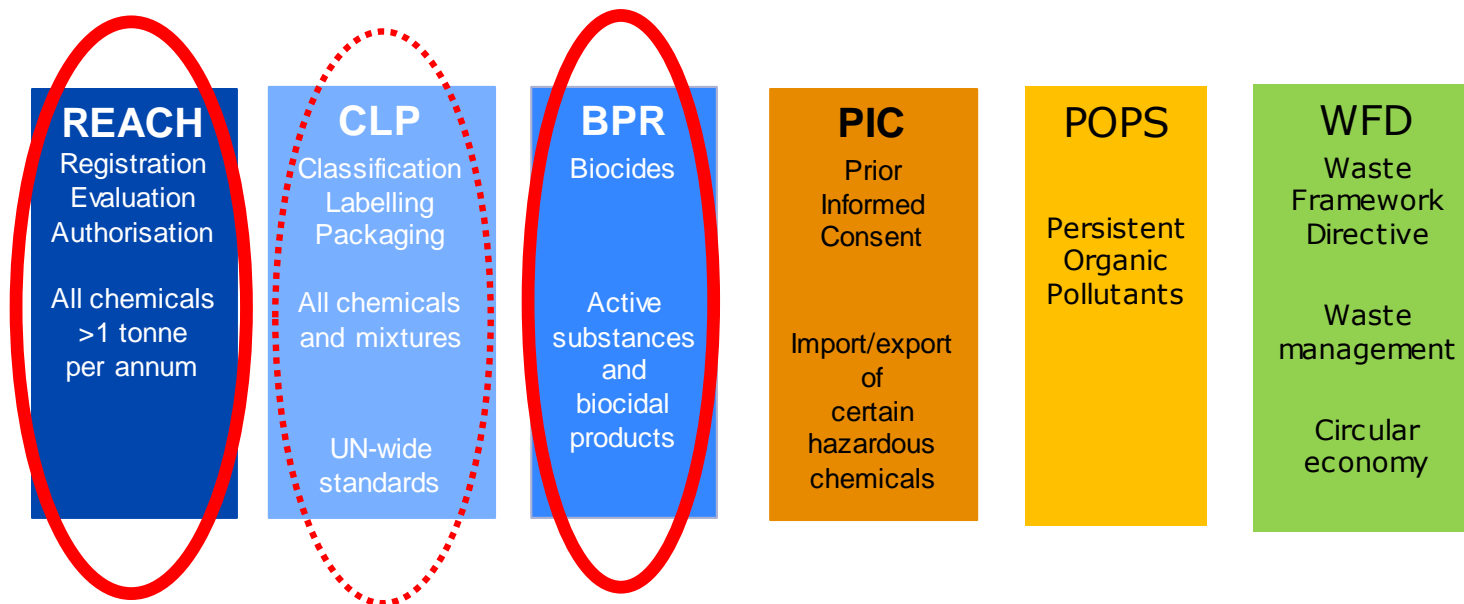 REACH
Registration
Evaluation
Authorisation
All chemicals
>1 tonne
per annum
CLP
Classification
Labelling
Packaging
All chemicals
and mixtures
UN-wide
standards
BPR
Biocides
Active
substances
and
biocidal
products
PIC
Prior
Informed
Consent
Import/export
of
certain
hazardous
chemicals
POPS
Persistent
Organic
Pollutants
WFD
Waste
Framework
Directive
Waste
management
Circular
economy